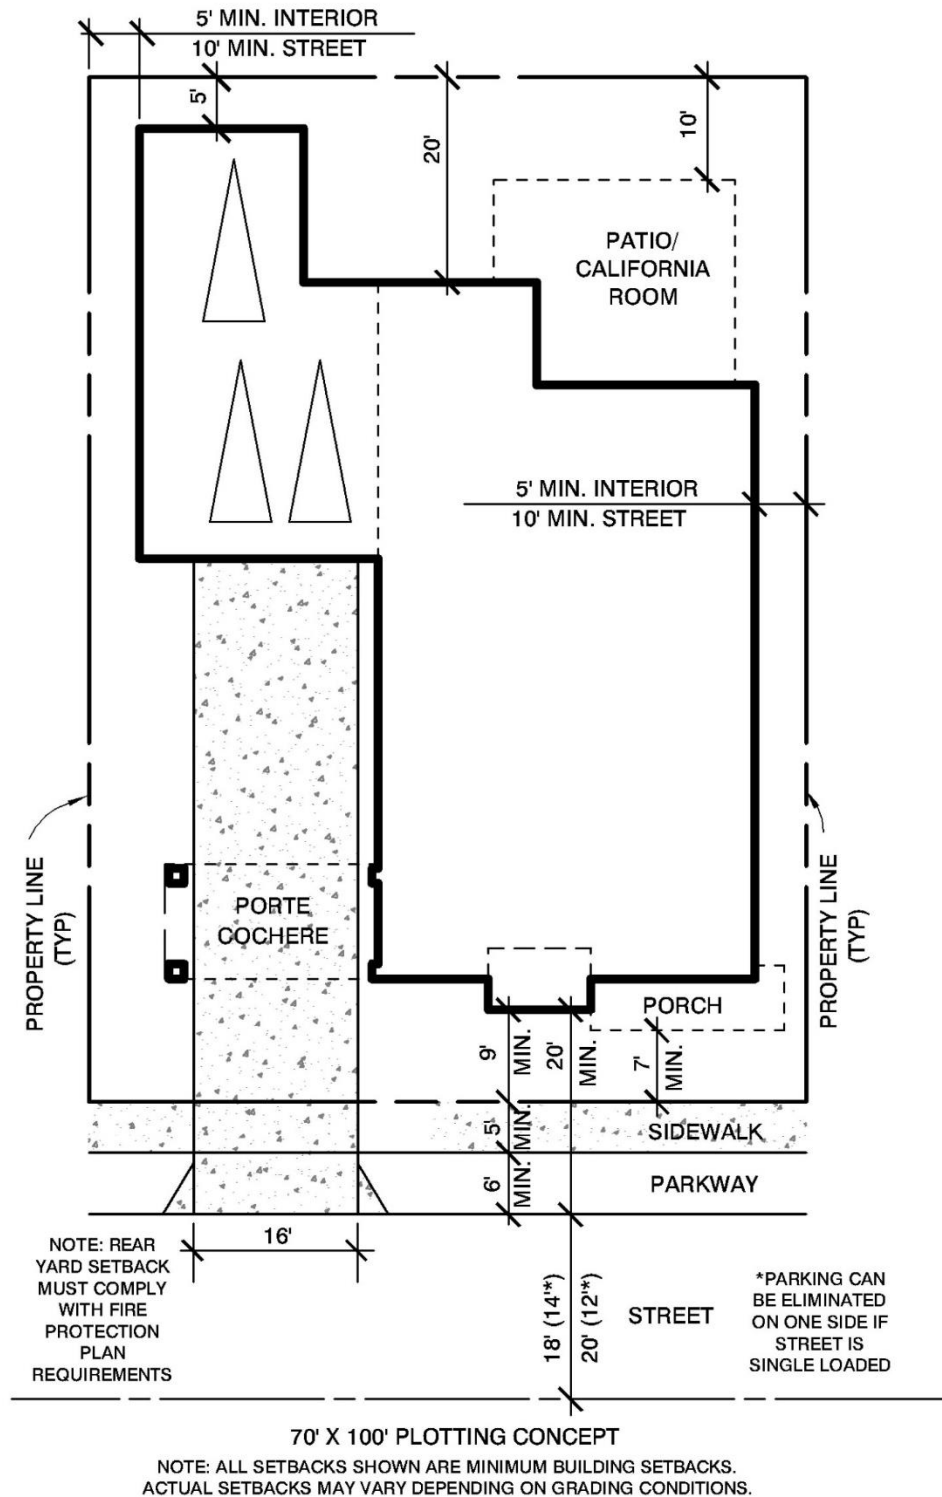 5' MIN. INTERIOR
10' MIN. STREET
5'
20'
10'
PATIO/
CALIFORNIA
ROOM
5' MIN. INTERIOR
10' MIN. STREET
PROPERTY LINE
(TYP)
PORTE
COCHERE
PROPERTY LINE
(TYP)
PORCH
9'
MIN.
20'
MIN.
7'
MIN.
5'
MIN.
SIDEWALK
6'
MIN.
PARKWAY
16'
NOTE: REAR
YARD SETBACK
MUST COMPLY
WITH FIRE
PROTECTION
PLAN
REQUIREMENTS
18' (14'*)
20' (12'*)
STREET
*PARKING CAN
BE ELIMINATED
ON ONE SIDE IF
STREET IS
SINGLE LOADED
70' X 100' PLOTTING CONCEPT
NOTE: ALL SETBACKS SHOWN ARE MINIMUM BUILDING SETBACKS.
ACTUAL SETBACKS MAY VARY DEPENDING ON GRADING CONDITIONS.